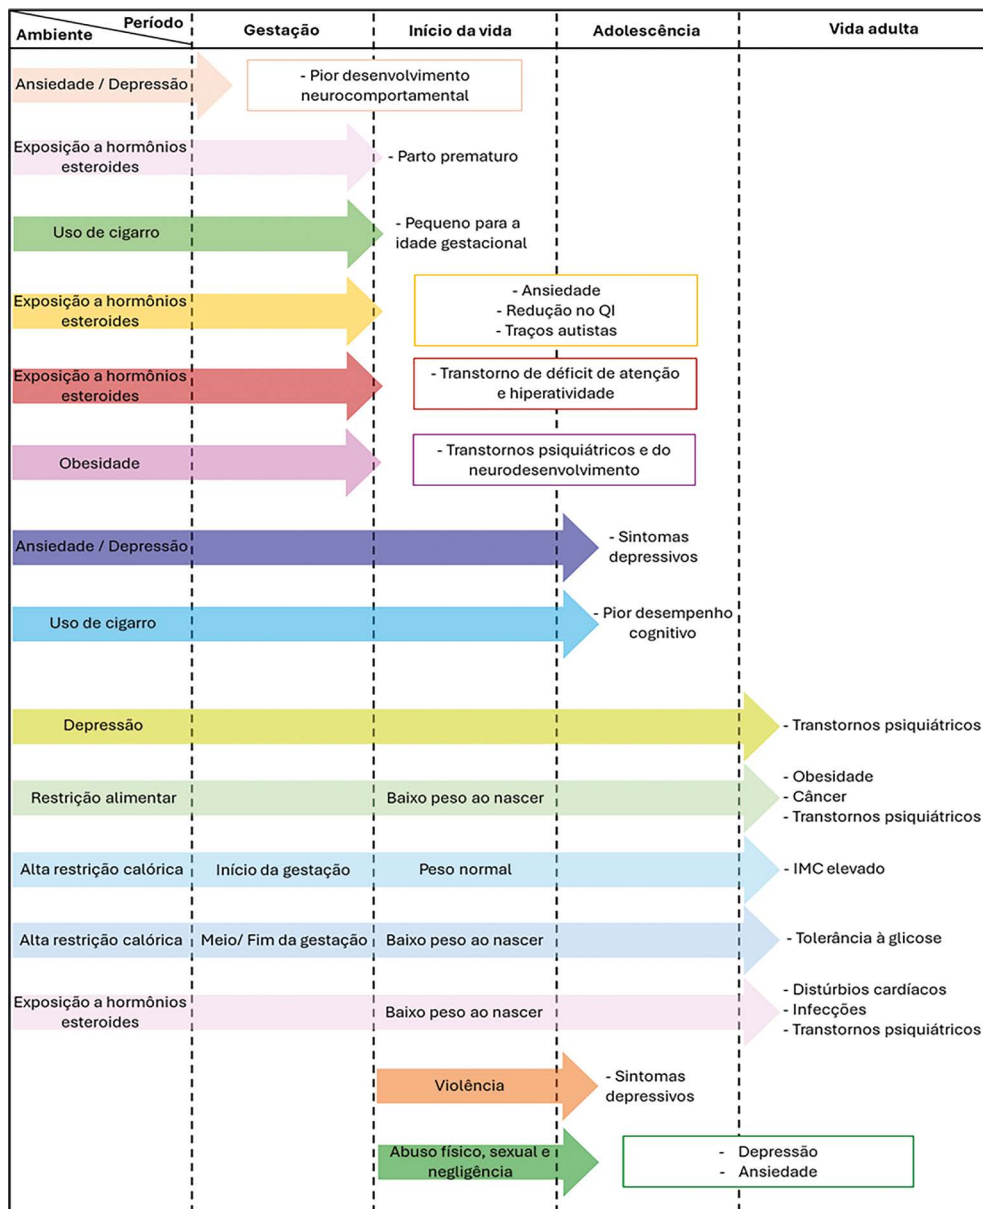 Período
Ambiente
Gestação
Início da vida
Adolescência
Vida adulta
Ansiedade / Depressão
- Pior desenvolvimento
neurocomportamental
Exposição a hormônios
esteroides
- Parto prematuro
Uso de cigarro
- Pequeno para a
idade gestacional
Exposição a hormônios
esteroides
- Ansiedade
- Redução no QI
- Traços autistas
Exposição a hormônios
esteroides
- Transtorno de déficit de atenção
e hiperatividade
Obesidade
- Transtornos psiquiátricos e do
neurodesenvolvimento
Ansiedade / Depressão
- Sintomas
depressivos
Uso de cigarro
- Pior desempenho
cognitivo
Depressão
- Transtornos psiquiátricos
Restrição alimentar
Baixo peso ao nascer
- Obesidade
- Câncer
- Transtornos psiquiátricos
Alta restrição calórica
Início da gestação
Peso normal
- IMC elevado
Alta restrição calórica
Meio/ Fim da gestação
Baixo peso ao nascer
- Tolerância à glicose
Exposição a hormônios
esteroides
Baixo peso ao nascer
- Distúrbios cardíacos
- Infecções
- Transtornos psiquiátricos
Violência
- Sintomas
depressivos
Abuso físico, sexual e
negligência
- Depressão
- Ansiedade